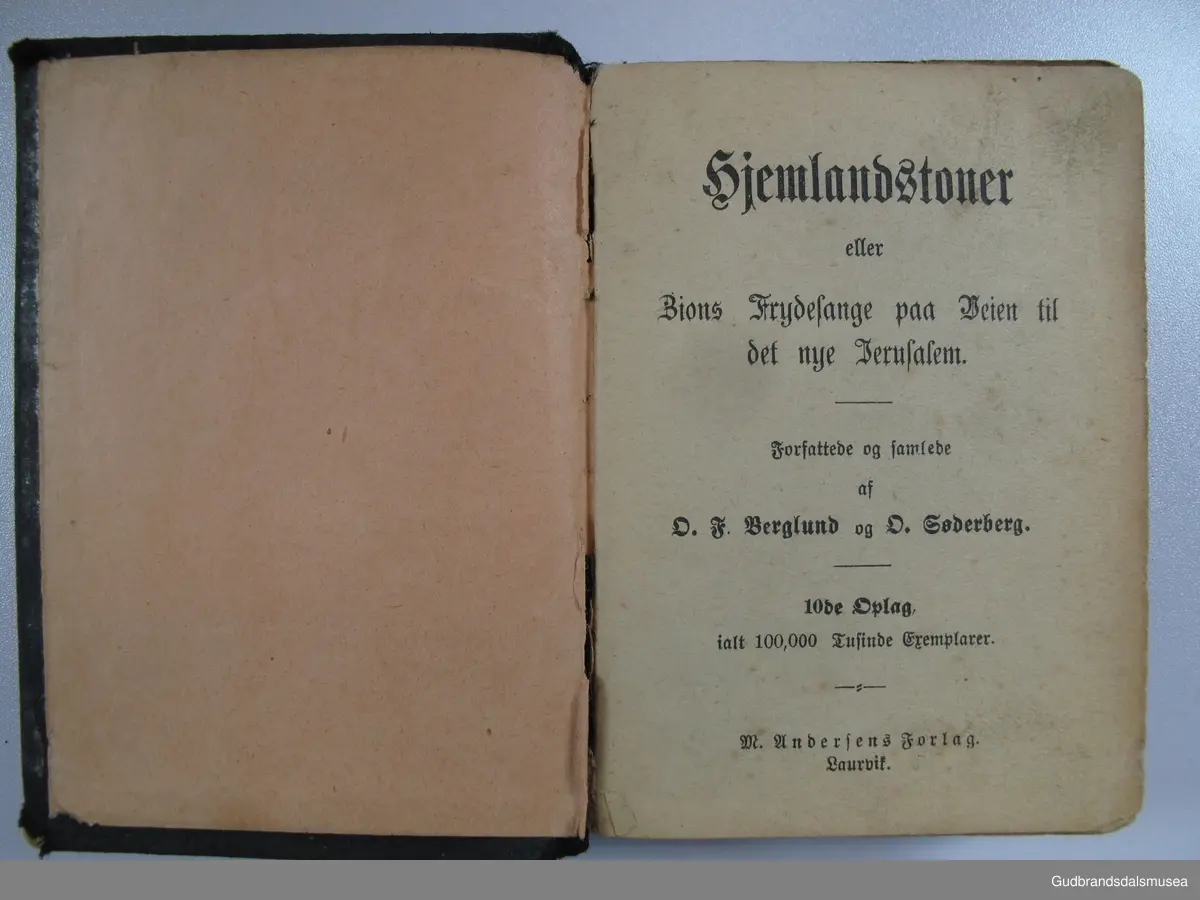 Hjemlandstoner
eller
Zions Frydesange paa Veien til
det nye Jerusalem.
Forfattede og samlede
af
O. F. Berglund og O. Søderberg.
10de Oplag,
ialt 100,000 Tusinde Exemplarer.
M. Andersens Forlag.
Laurvik.
Gudbrandsdalsmusea